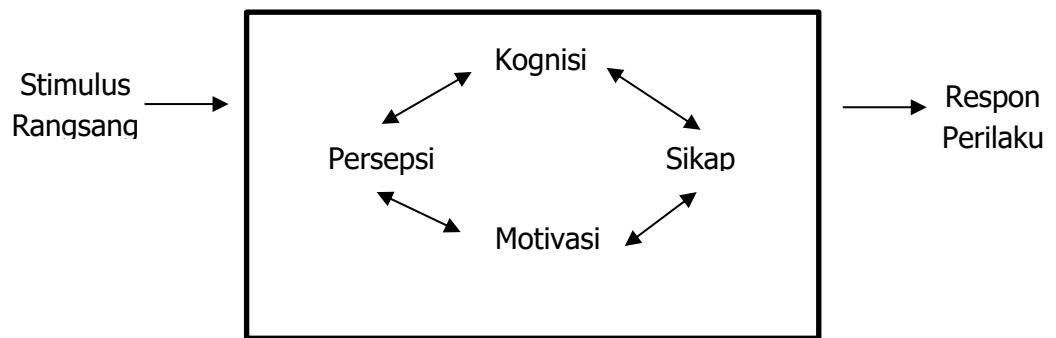 Kognisi
Stimulus
Rangsang
Respon
Perilaku
Persepsi
Sikap
Motivasi